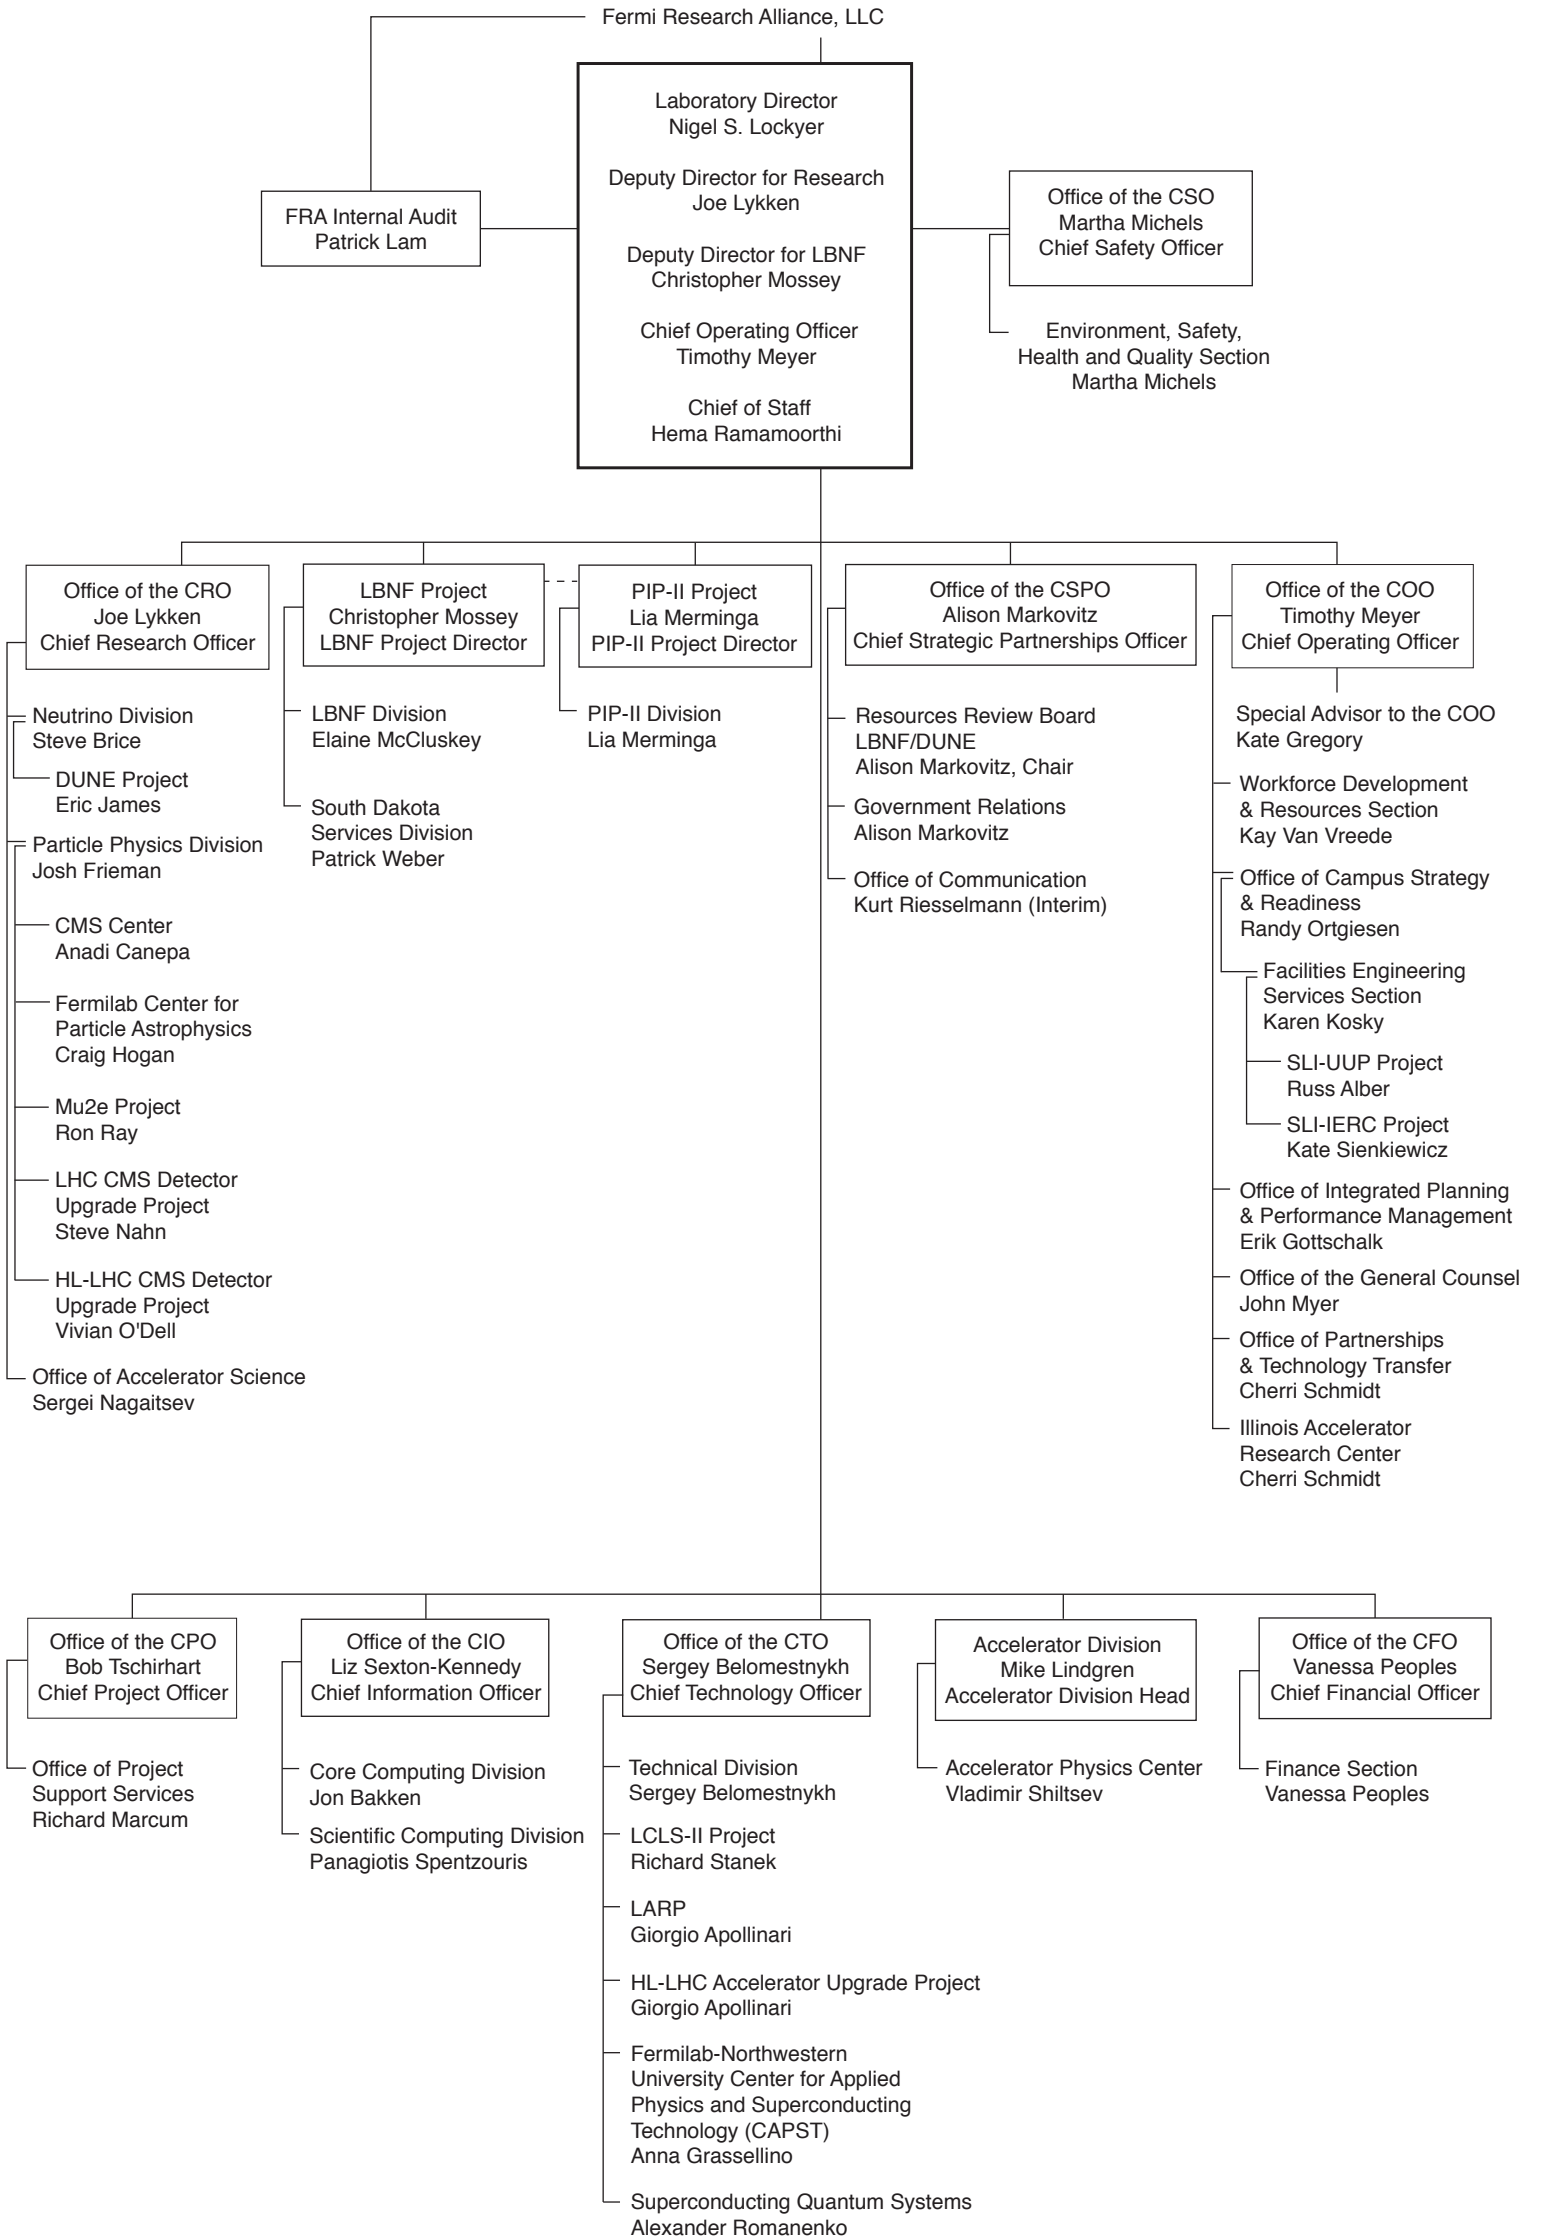 Fermi Research Alliance, LLC
Laboratory Director
Nigel S. Lockyer
Deputy Director for Research
Joe Lykken
Deputy Director for LBNF
Christopher Mossey
Chief Operating Officer
Timothy Meyer
Chief of Staff
Hema Ramamoorthi
FRA Internal Audit
Patrick Lam
Office of the CSO
Martha Michels
Chief Safety Officer
Environment, Safety,
Health and Quality Section
Martha Michels
Office of the CRO
Joe Lykken
Chief Research Officer
Neutrino Division
Steve Brice
DUNE Project
Eric James
Particle Physics Division
Josh Frieman
CMS Center
Anadi Canepa
Fermilab Center for
Particle Astrophysics
Craig Hogan
Mu2e Project
Ron Ray
LHC CMS Detector
Upgrade Project
Steve Nahn
HL-LHC CMS Detector
Upgrade Project
Vivian O'Dell
Office of Accelerator Science
Sergei Nagaitsev
LBNF Project
Christopher Mossey
LBNF Project Director
LBNF Division
Elaine McCluskey
South Dakota
Services Division
Patrick Weber
PIP-II Project
Lia Merminga
PIP-II Project Director
PIP-II Division
Lia Merminga
Office of the CSPO
Alison Markovitz
Chief Strategic Partnerships Officer
Resources Review Board
LBNF/DUNE
Alison Markovitz, Chair
Government Relations
Alison Markovitz
Office of Communication
Kurt Riesselmann (Interim)
Office of the COO
Timothy Meyer
Chief Operating Officer
Special Advisor to the COO
Kate Gregory
Workforce Development
& Resources Section
Kay Van Vreede
Office of Campus Strategy
& Readiness
Randy Ortgiesen
Facilities Engineering
Services Section
Karen Kosky
SLI-UUP Project
Russ Alber
SLI-IERC Project
Kate Sienkiewicz
Office of Integrated Planning
& Performance Management
Erik Gottschalk
Office of the General Counsel
John Myer
Office of Partnerships
& Technology Transfer
Cherri Schmidt
Illinois Accelerator
Research Center
Cherri Schmidt
Office of the CPO
Bob Tschirhart
Chief Project Officer
Office of Project
Support Services
Richard Marcum
Office of the CIO
Liz Sexton-Kennedy
Chief Information Officer
Core Computing Division
Jon Bakken
Scientific Computing Division
Panagiotis Spentzouris
Office of the CTO
Sergey Belomestnykh
Chief Technology Officer
Technical Division
Sergey Belomestnykh
LCLS-II Project
Richard Stanek
LARP
Giorgio Apollinari
HL-LHC Accelerator Upgrade Project
Giorgio Apollinari
Fermilab-Northwestern
University Center for Applied
Physics and Superconducting
Technology (CAPST)
Anna Grassellino
Superconducting Quantum Systems
Alexander Romanenko
Accelerator Division
Mike Lindgren
Accelerator Division Head
Accelerator Physics Center
Vladimir Shiltsev
Office of the CFO
Vanessa Peoples
Chief Financial Officer
Finance Section
Vanessa Peoples